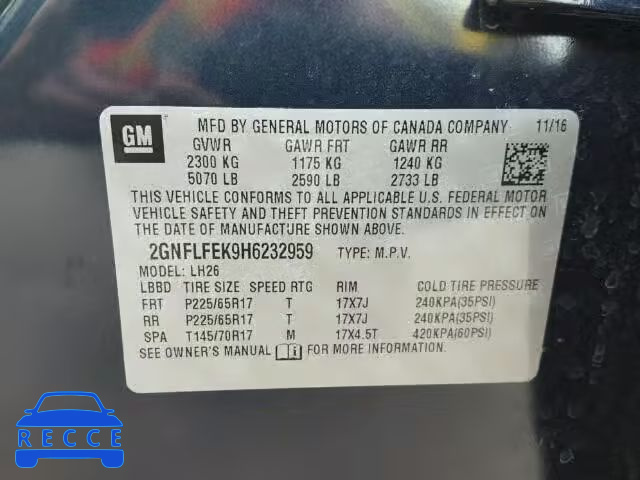 GM
MFD BY GENERAL MOTORS OF CANADA COMPANY 11/16
GVWR GAWR FRT GAWR RR
2300 KG 1175 KG 1240 KG
5070 LB 2590 LB 2733 LB
THIS VEHICLE CONFORMS TO ALL APPLICABLE U.S. FEDERAL MOTOR
VEHICLE SAFETY AND THEFT PREVENTION STANDARDS IN EFFECT ON
THE DATE OF MANUFACTURE SHOWN ABOVE.
2GNFLFEK9H6232959 TYPE: M.P.V.
MODEL: LH26
LBBD TIRE SIZE SPEED RTG RIM COLD TIRE PRESSURE
FRT P225/65R17 T 17X7J 240KPA(35PSI)
RR P225/65R17 T 17X7J 240KPA(35PSI)
SPA T145/70R17 M 17X4.5T 420KPA(60PSI)
SEE OWNER'S MANUAL i FOR MORE INFORMATION.
RECCE